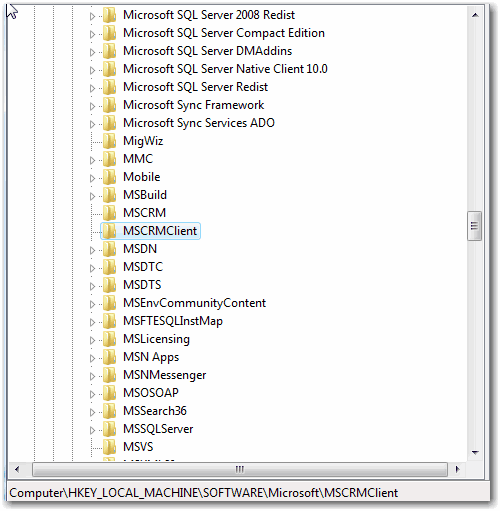 Microsoft SQL Server 2008 Redist
Microsoft SQL Server Compact Edition
Microsoft SQL Server DMAddins
Microsoft SQL Server Native Client 10.0
Microsoft SQL Server Redist
Microsoft Sync Framework
Microsoft Sync Services ADO
MigWiz
MMC
Mobile
MSBuild
MSCRM
MSCRMClient
MSDN
MSDTC
MSDTS
MSEnvCommunityContent
MSFTESQLInstMap
MSLicensing
MSN Apps
MSNMessenger
MSOSOAP
MSSearch36
MSSQLServer
MSVS
Computer\HKEY_LOCAL_MACHINE\SOFTWARE\Microsoft\MSCRMClient